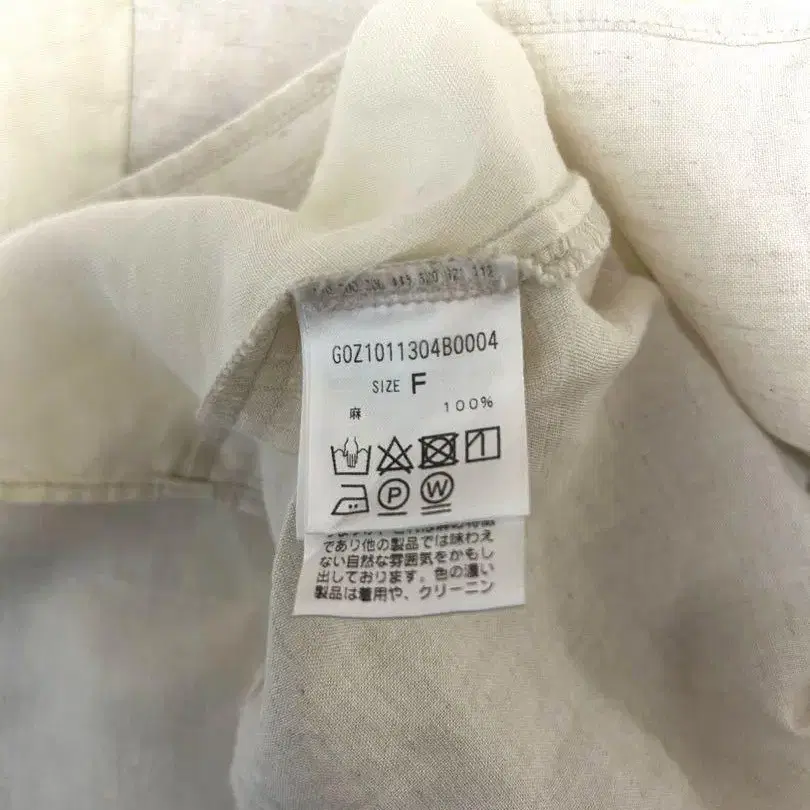 G0Z1011304B0004
SIZE F
麻 100%
P W
であり他の製品では味わえ
ない自然な雰囲気をかもし
出しております。色の濃い
製品は着用や、クリーニン